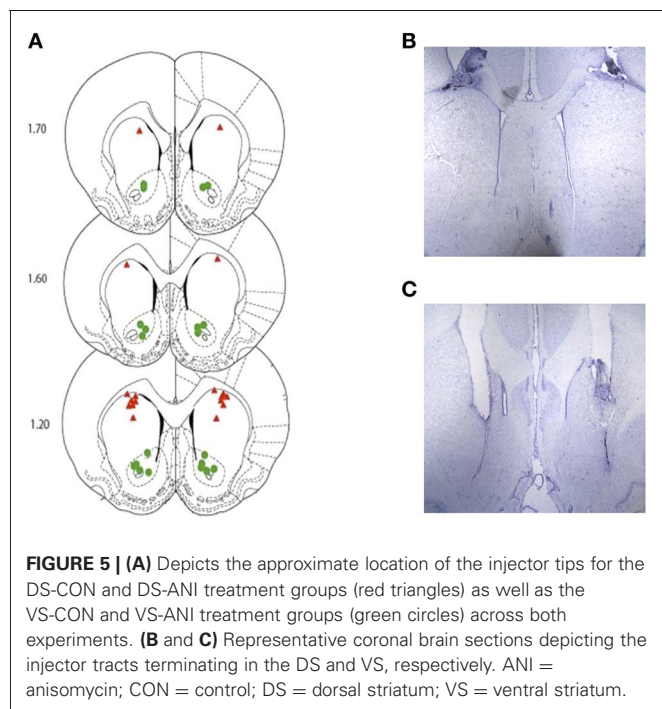 A
B
1.70
1.60
C
1.20
FIGURE 5 | (A) Depicts the approximate location of the injector tips for the
DS-CON and DS-ANI treatment groups (red triangles) as well as the
VS-CON and VS-ANI treatment groups (green circles) across both
experiments. (B and C) Representative coronal brain sections depicting the
injector tracts terminating in the DS and VS, respectively. ANI =
anisomycin; CON = control; DS = dorsal striatum; VS = ventral striatum.